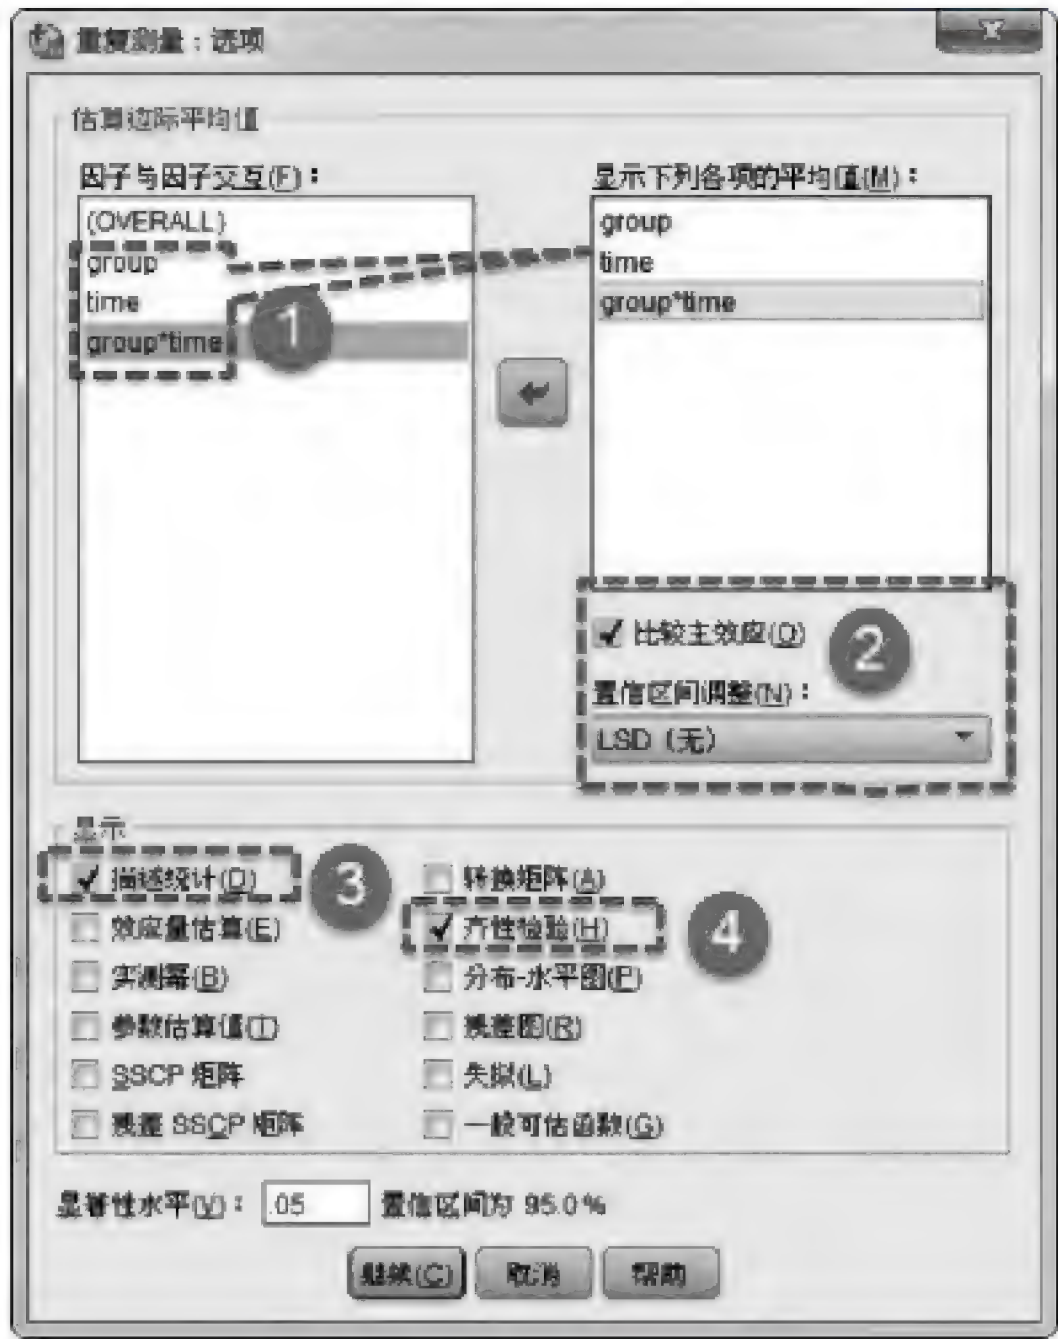 重复测量：选项
估算边际平均值
因子与因子交互(F)：
(OVERALL)
group
time
group*time
1
显示下列各项的平均值(M)：
group
time
group*time
比较主效应(O)
2
置信区间调整(N)：
LSD（无）
显示
描述统计(D)
3
转换矩阵(A)
效应量估算(E)
齐性检验(H)
4
实测幂(B)
分布-水平图(P)
参数估算值(T)
残差图(R)
SSCP 矩阵
失拟(L)
残差 SSCP 矩阵
一般可估函数(G)
显著性水平(V)： .05 置信区间为 95.0%
继续(C) 取消 帮助